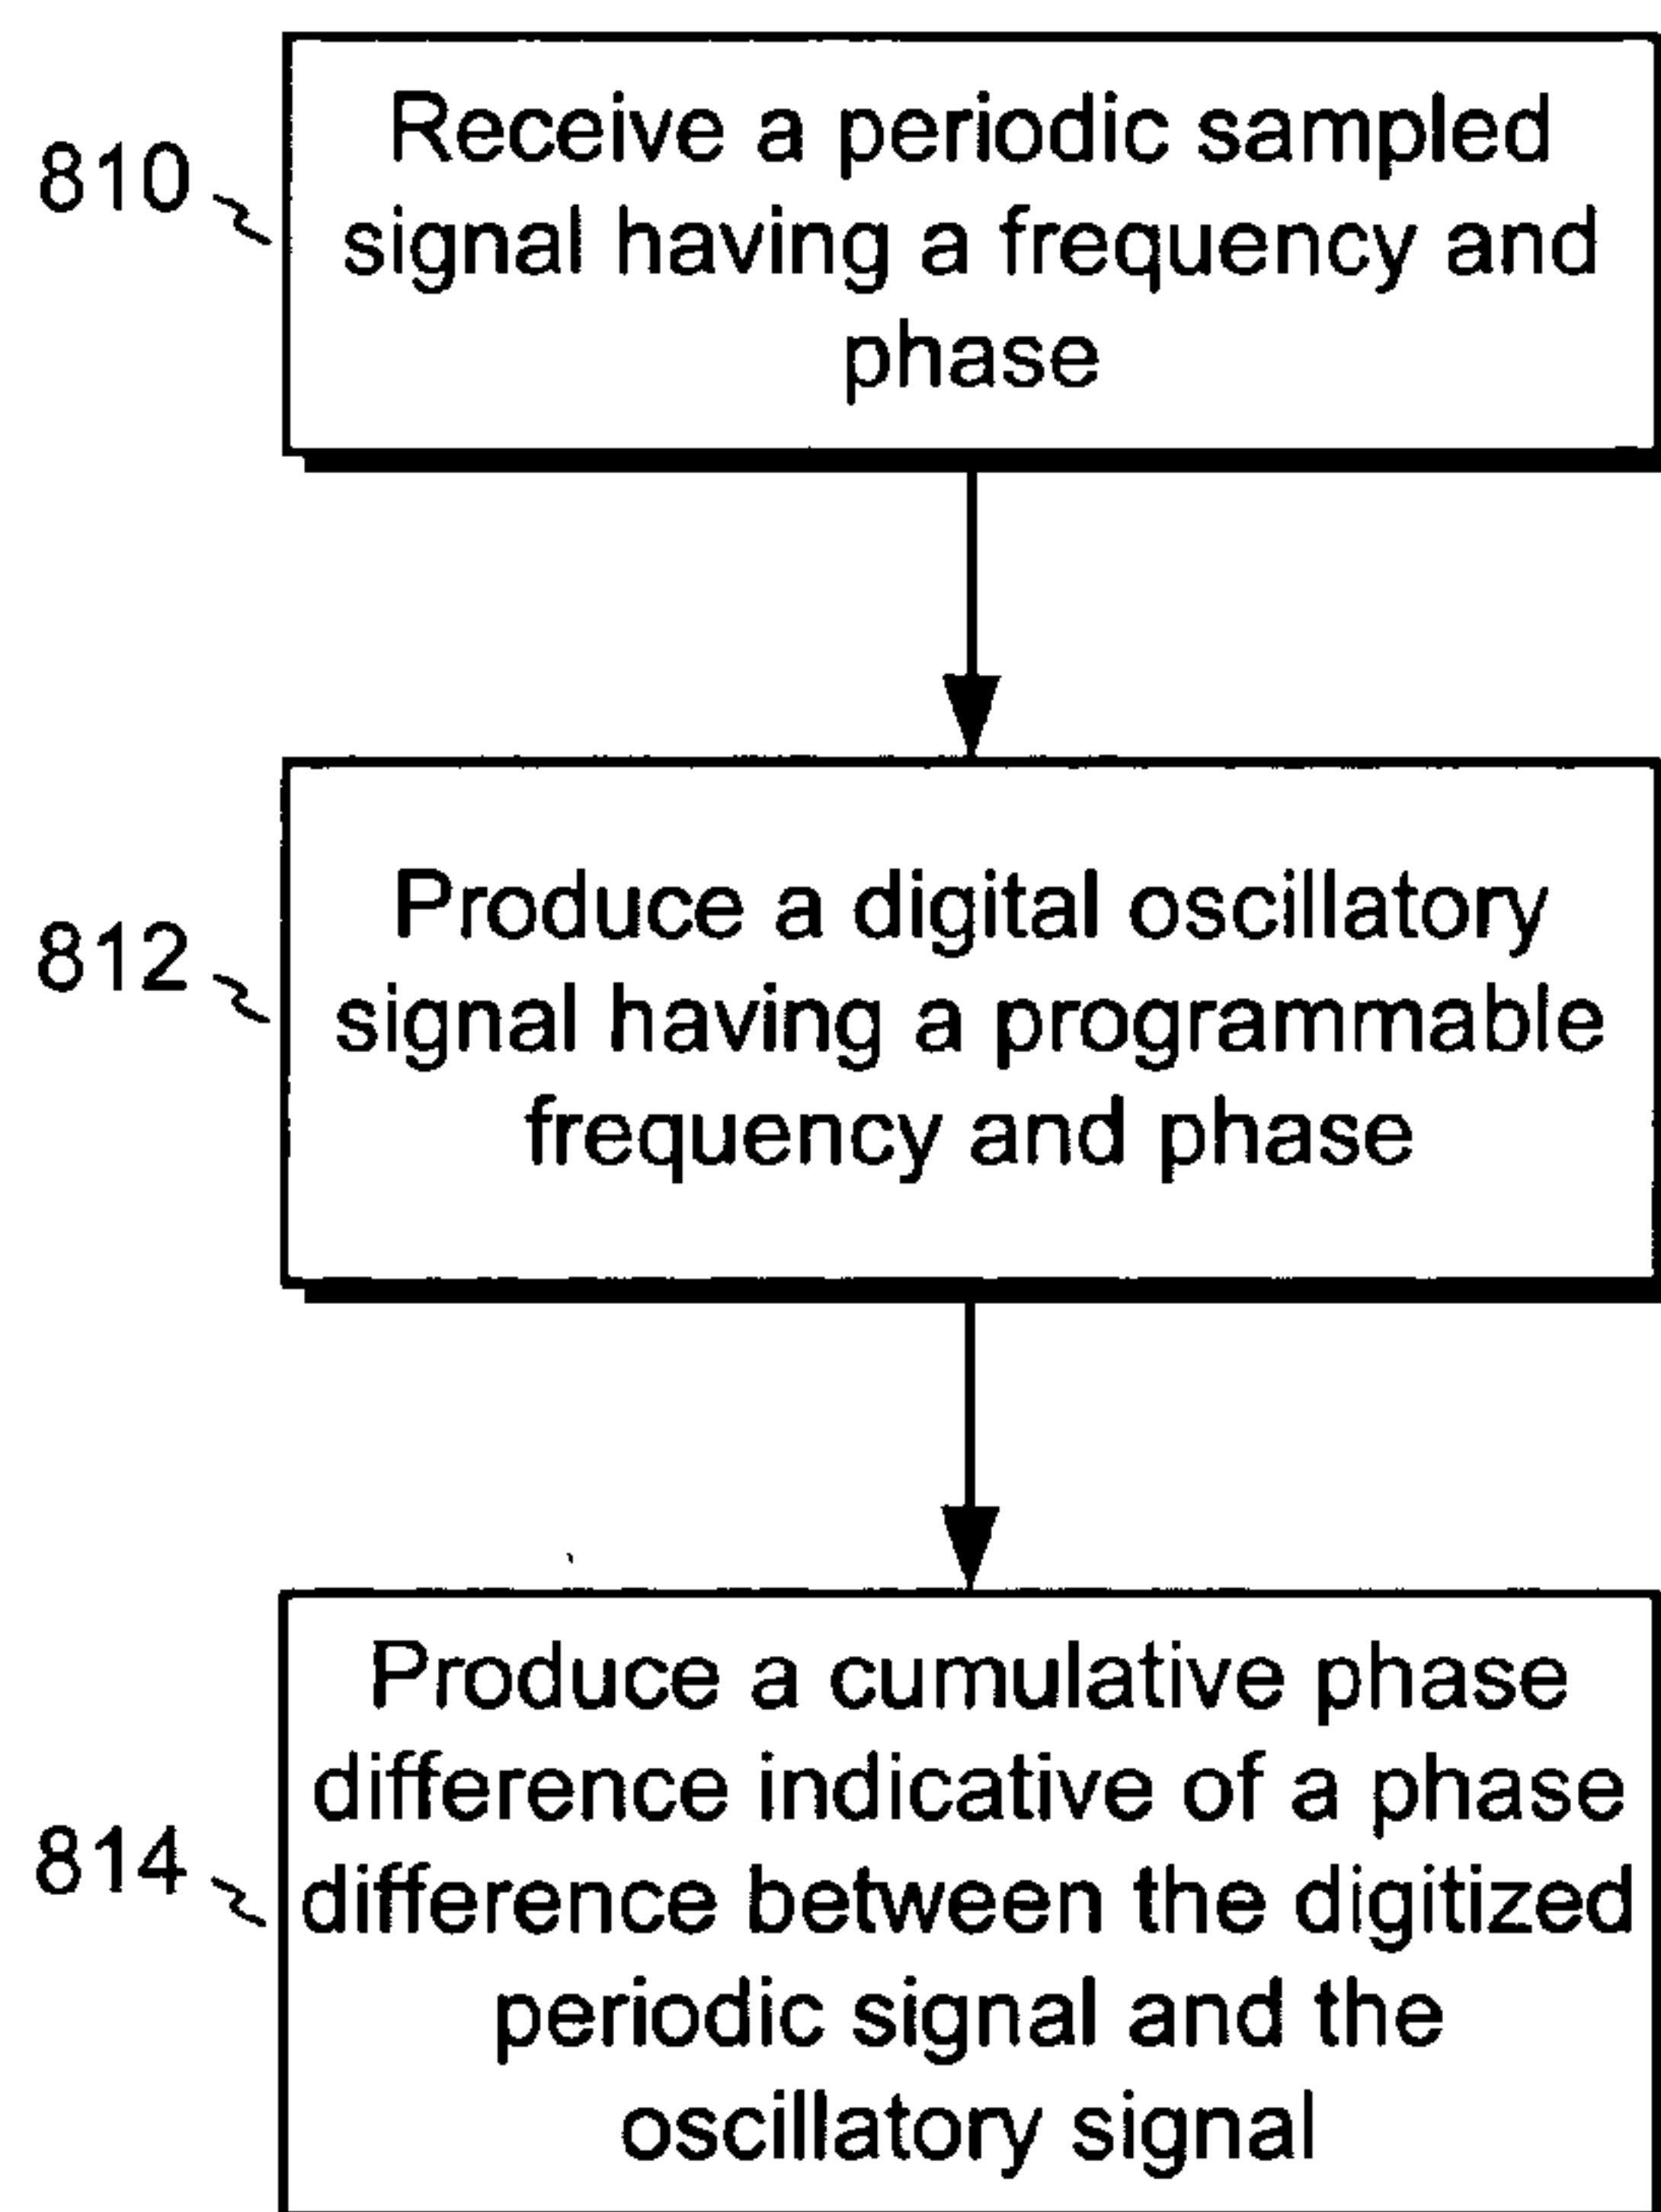 810
Receive a periodic sampled
signal having a frequency and
phase
812
Produce a digital oscillatory
signal having a programmable
frequency and phase
814
Produce a cumulative phase
difference indicative of a phase
difference between the digitized
periodic signal and the
oscillatory signal